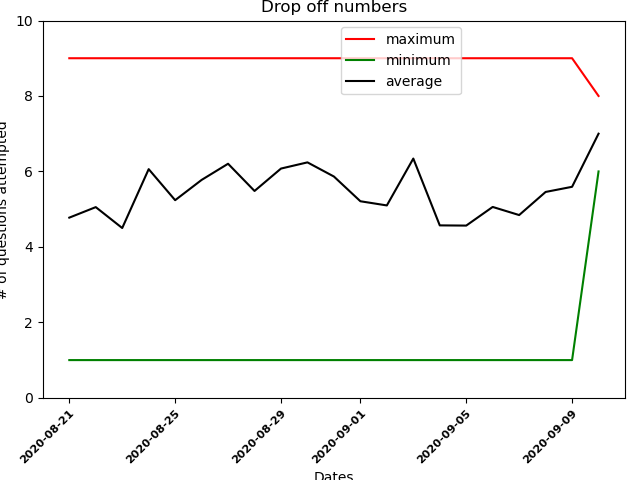 Drop off numbers
maximum
minimum
average
# of questions attempted
10
8
6
4
2
0
2020-08-21
2020-08-25
2020-08-29
2020-09-01
2020-09-05
2020-09-09
Dates